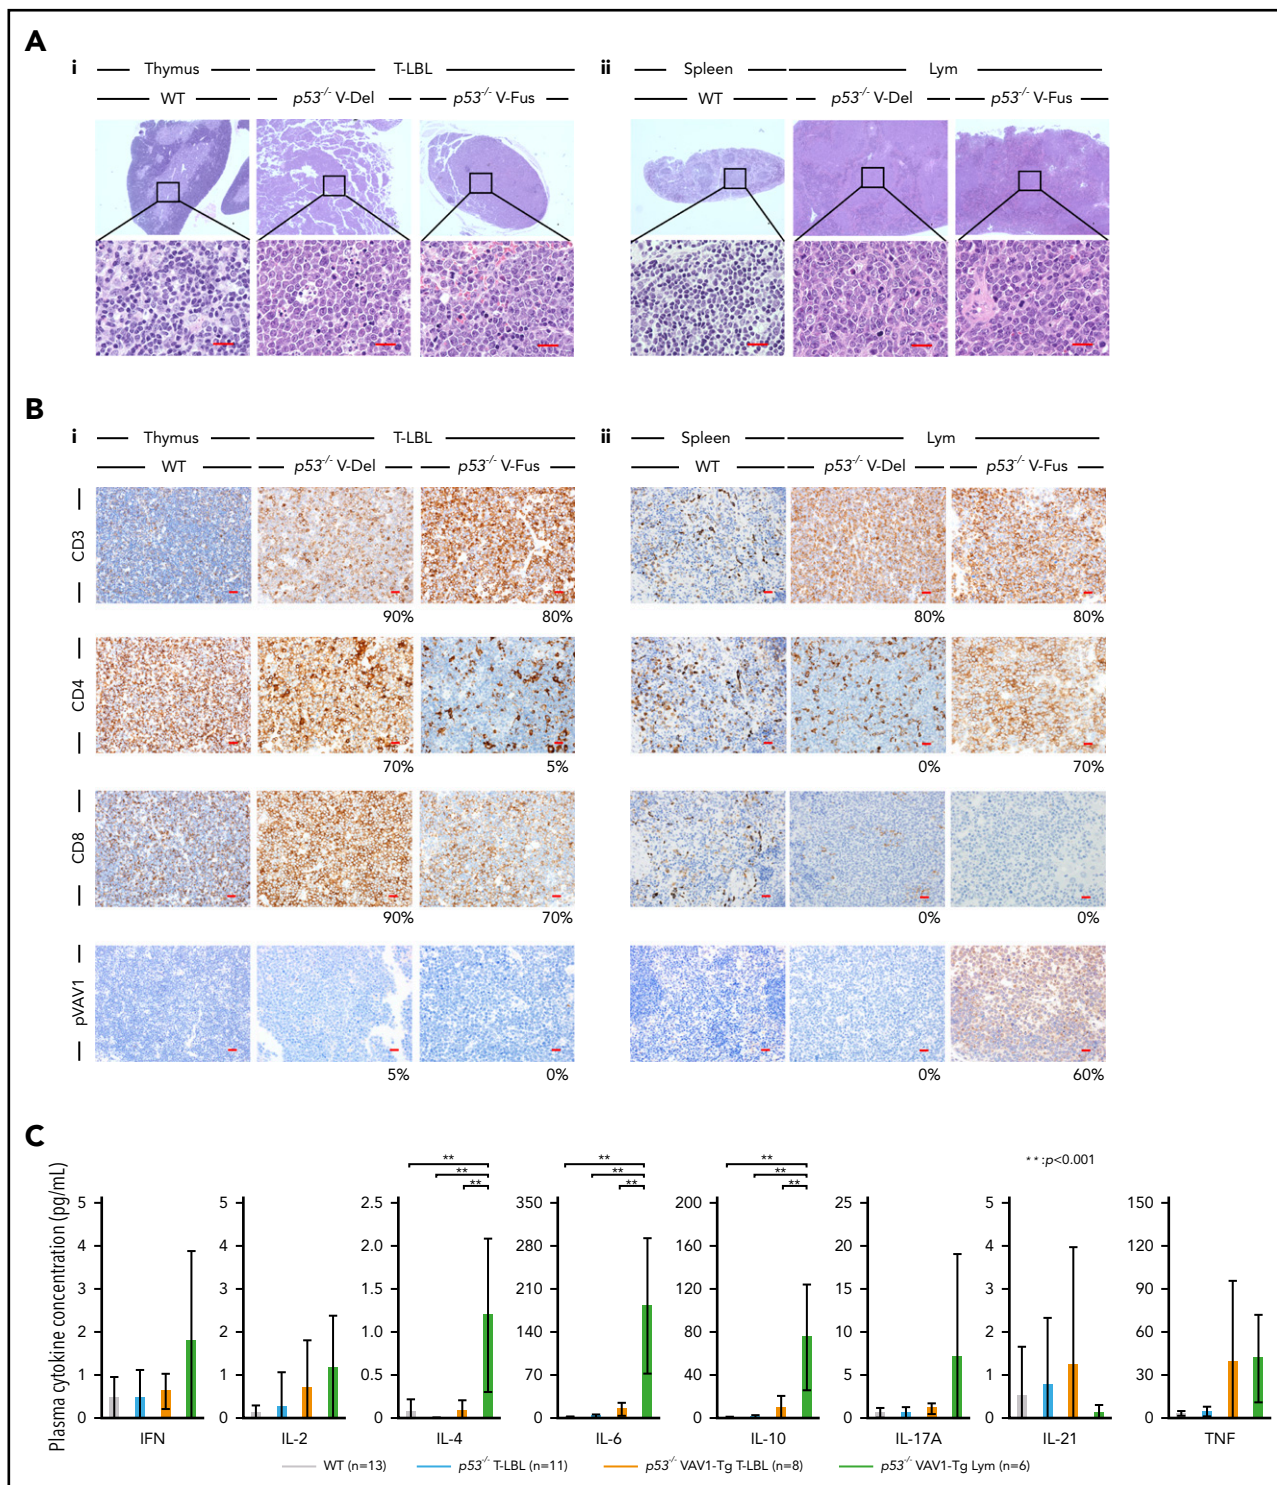 A
i Thymus T-LBL ii Spleen Lym
WT p53-/- V-Del p53-/- V-Fus WT p53-/- V-Del p53-/- V-Fus
B
i Thymus T-LBL ii Spleen Lym
WT p53-/- V-Del p53-/- V-Fus WT p53-/- V-Del p53-/- V-Fus
CD3
90% 80% 80% 80%
CD4
70% 5% 0% 70%
CD8
90% 70% 0% 0%
pVAV1
5% 0% 0% 60%
C
Plasma cytokine concentration (pg/mL)
** ** ** **:p<0.001
** ** **
** ** **
5 5 2.5 350 200 25 5 150
4 4 2.0 280 160 20 4 120
3 3 1.5 210 120 15 3 90
2 2 1.0 140 80 10 2 60
1 1 0.5 70 40 5 1 30
0 0 0 0 0 0 0 0
IFN IL-2 IL-4 IL-6 IL-10 IL-17A IL-21 TNF
WT (n=13) p53-/- T-LBL (n=11) p53-/- VAV1-Tg T-LBL (n=8) p53-/- VAV1-Tg Lym (n=6)